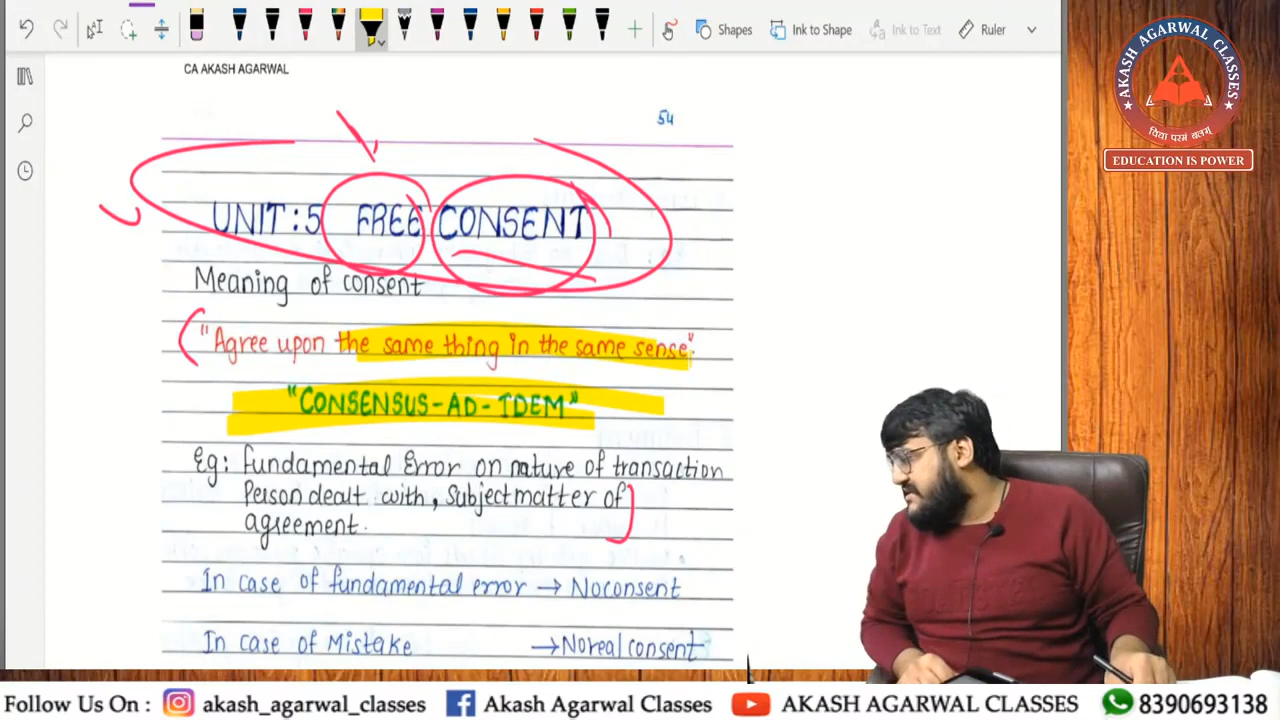 Shapes
Ink to Shape
Ink to Text
Ruler
CA AKASH AGARWAL
54
UNIT : 5 FREE CONSENT
Meaning of consent
"Agree upon the same thing in the same sense"
"CONSENSUS-AD-IDEM"
Eg: Fundamental Error on nature of transaction
Person dealt with, Subject matter of
agreement.
In case of fundamental error → No consent
In case of Mistake → No real consent
AKASH AGARWAL CLASSES
विद्या परमं बलम्
EDUCATION IS POWER
Follow Us On : akash_agarwal_classes Akash Agarwal Classes AKASH AGARWAL CLASSES 8390693138